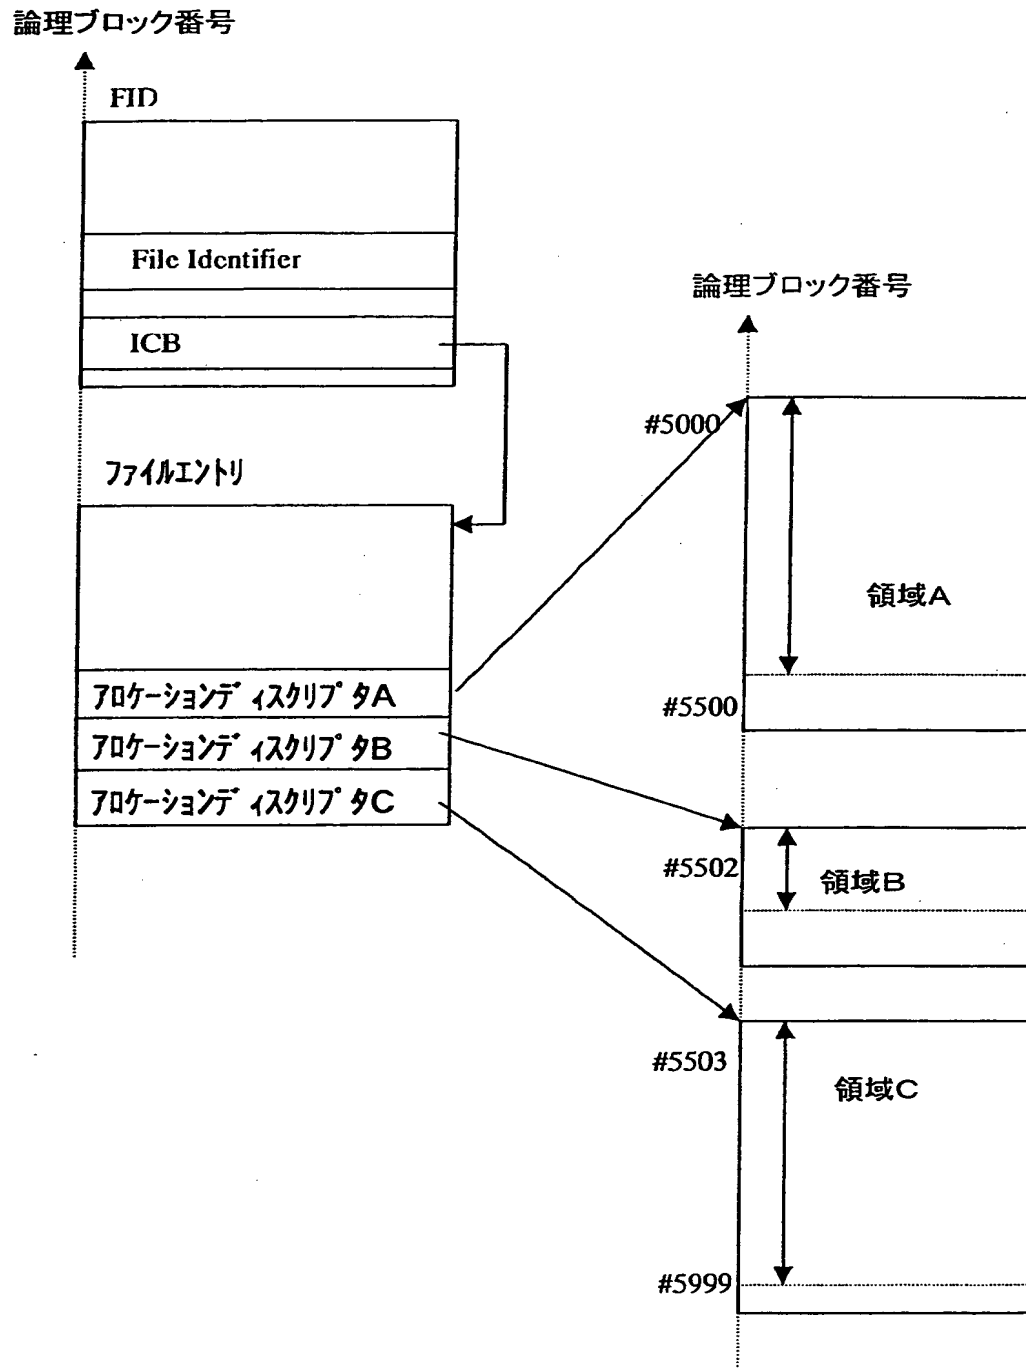 論理ブロック番号
FID
File Identifier
ICB
ファイルエントリ
アロケーションディスクリプタA
アロケーションディスクリプタB
アロケーションディスクリプタC
論理ブロック番号
#5000
領域A
#5500
#5502
領域B
#5503
領域C
#5999